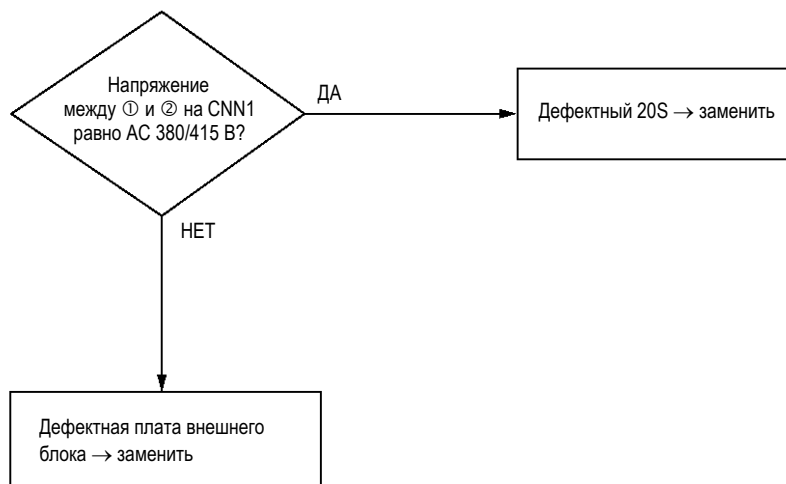 Напряжение
между ① и ② на CNN1
равно AC 380/415 В?
ДА
Дефектный 20S → заменить
НЕТ
Дефектная плата внешнего
блока → заменить